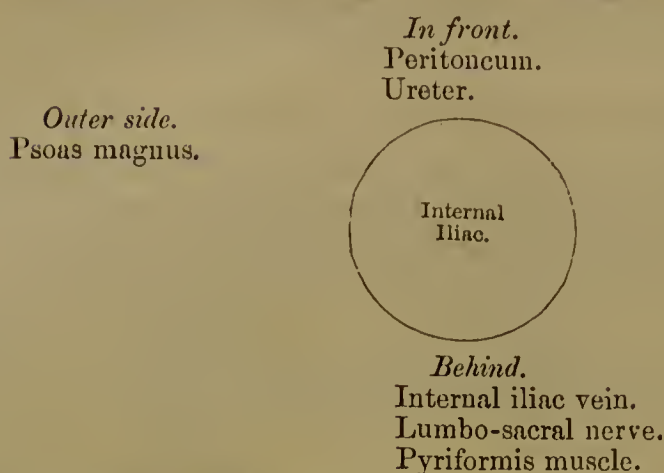 In front.
Peritoneum.
Ureter.
Outer side.
Psoas magnus.
Internal
Iliac.
Behind.
Internal iliac vein.
Lumbo-sacral nerve.
Pyriformis muscle.